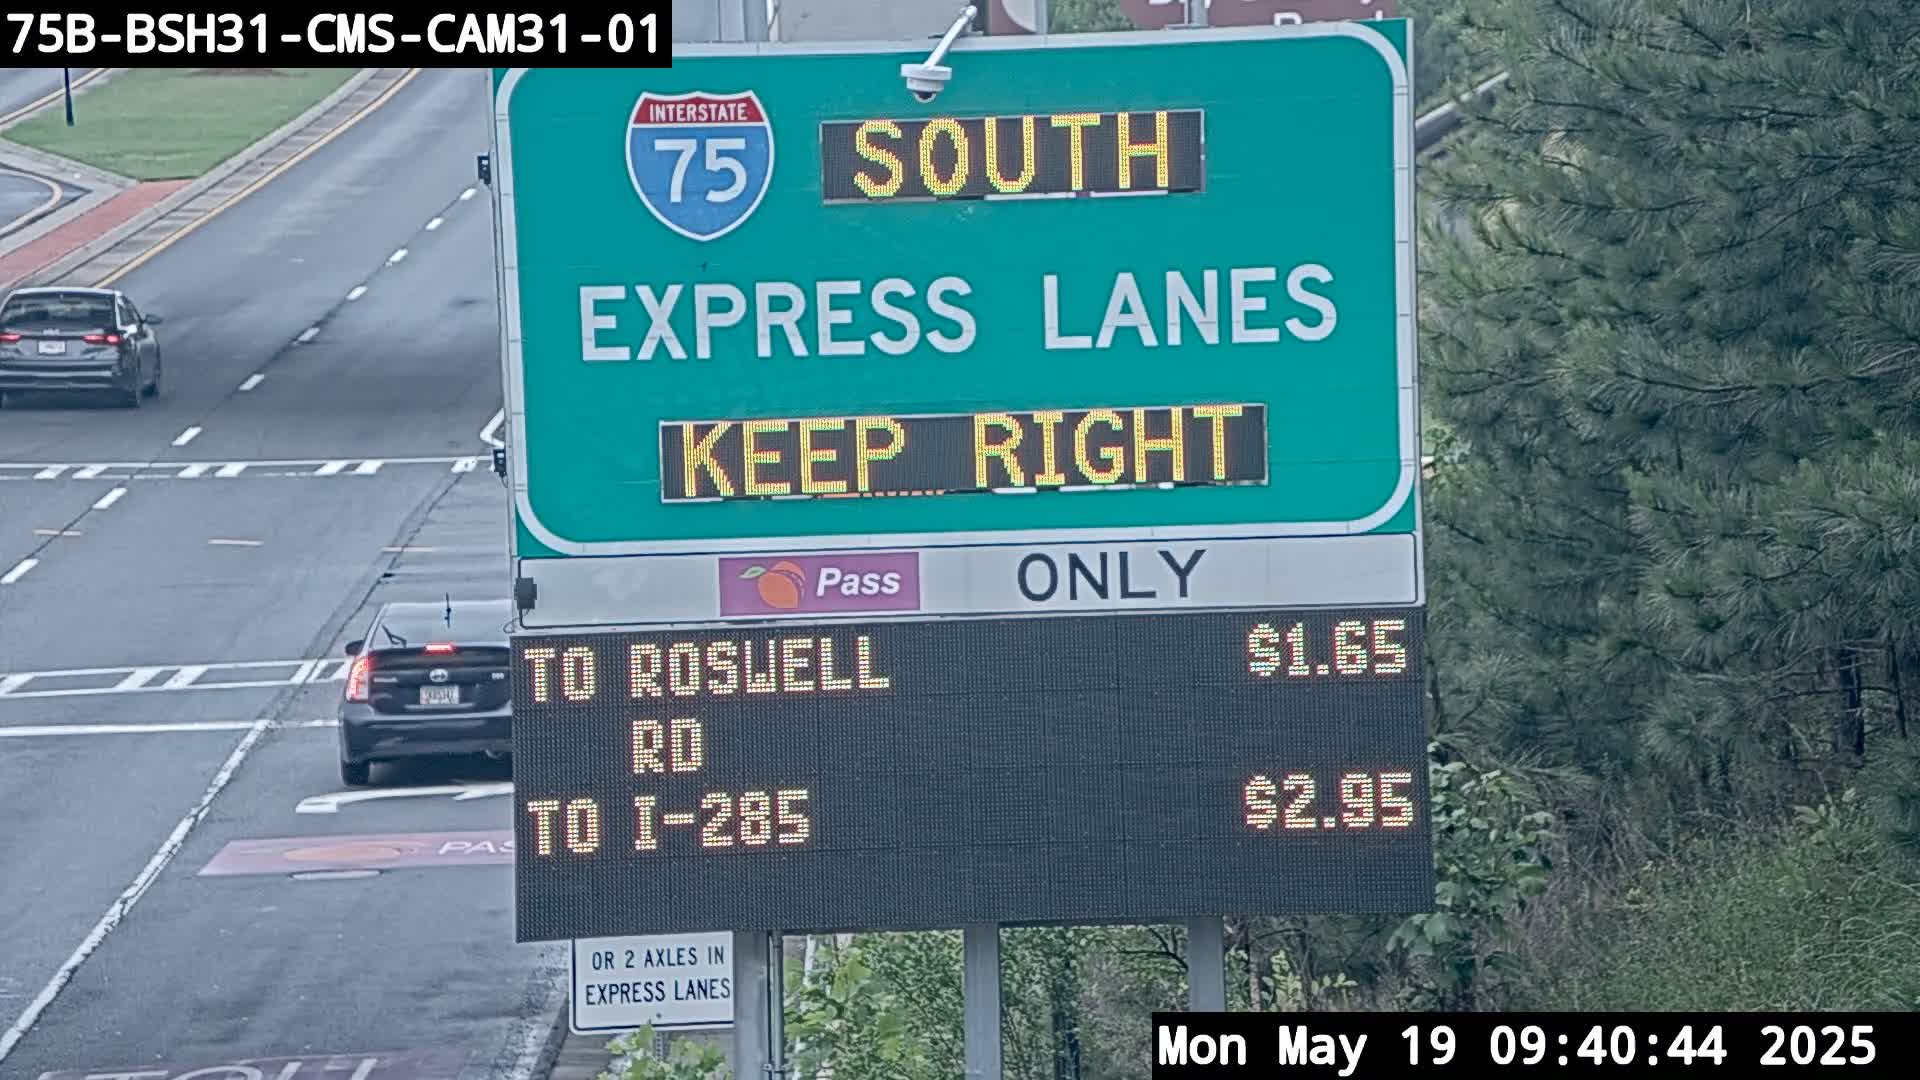 75B-BSH31-CMS-CAM31-01
INTERSTATE
75
SOUTH
EXPRESS LANES
KEEP RIGHT
Pass ONLY
TO ROSWELL $1.65
RD
TO I-285 $2.95
OR 2 AXLES IN
EXPRESS LANES
Mon May 19 09:40:44 2025